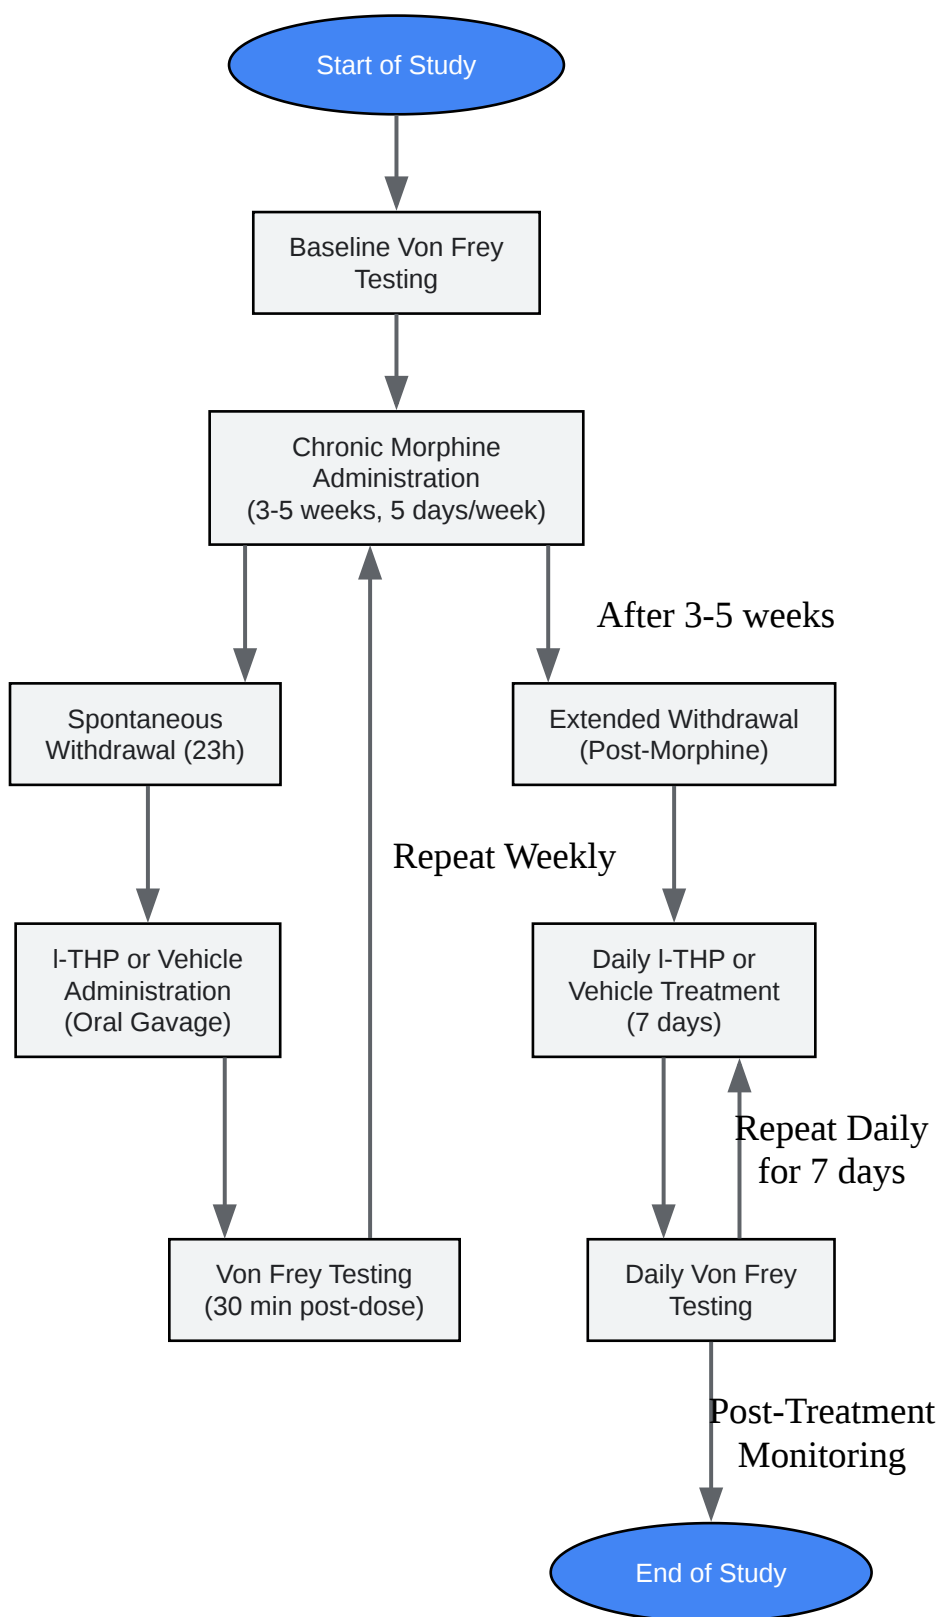 Start of Study
Baseline Von Frey
Testing
Chronic Morphine
Administration
(3-5 weeks, 5 days/week)
After 3-5 weeks
Spontaneous
Withdrawal (23h)
Extended Withdrawal
(Post-Morphine)
Repeat Weekly
l-THP or Vehicle
Administration
(Oral Gavage)
Daily l-THP or
Vehicle Treatment
(7 days)
Repeat Daily
for 7 days
Von Frey Testing
(30 min post-dose)
Daily Von Frey
Testing
Post-Treatment
Monitoring
End of Study